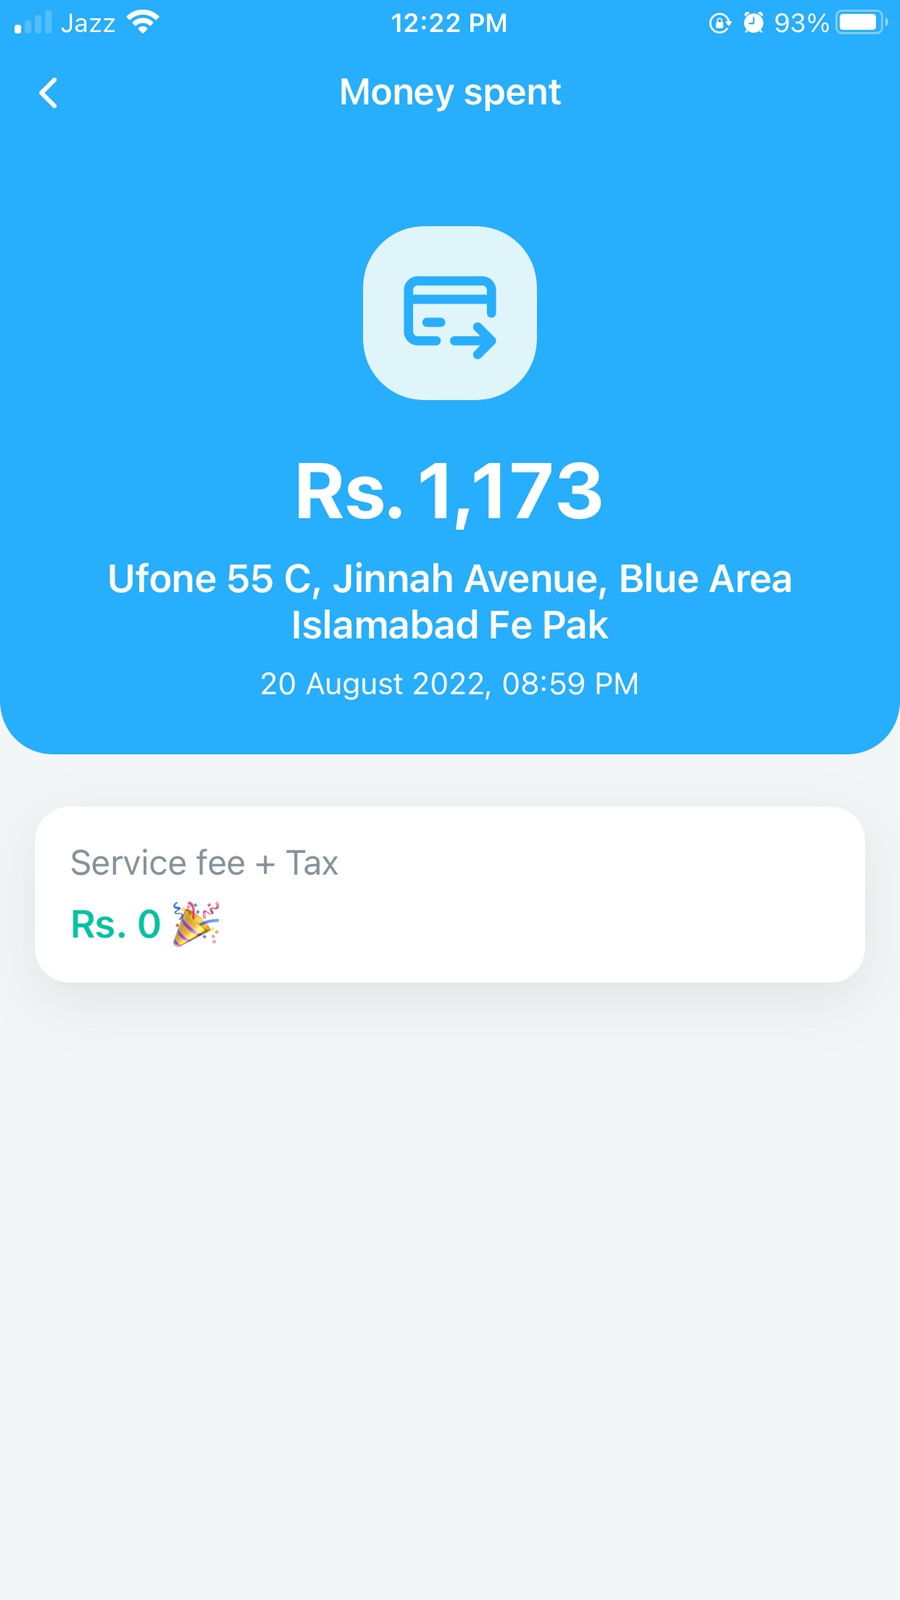 Jazz 12:22 PM 93%
Money spent
Rs. 1,173
Ufone 55 C, Jinnah Avenue, Blue Area
Islamabad Fe Pak
20 August 2022, 08:59 PM
Service fee + Tax
Rs. 0 🎉